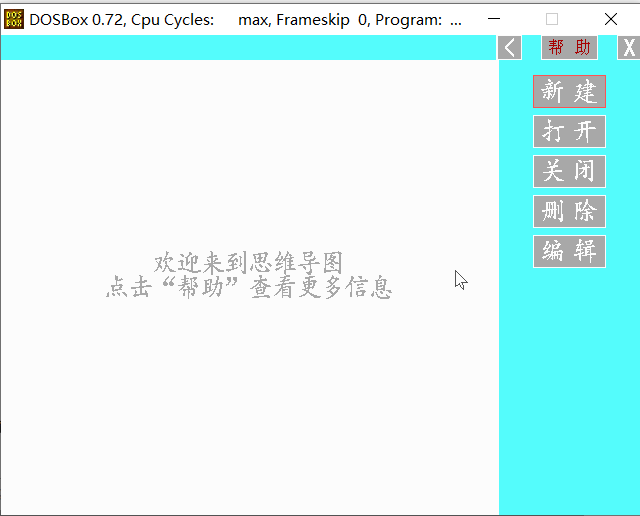 DOS BOX
DOSBox 0.72, Cpu Cycles: max, Frameskip 0, Program: ...
< 帮 助 X
新 建
打 开
关 闭
删 除
编 辑
欢迎来到思维导图
点击“帮助”查看更多信息